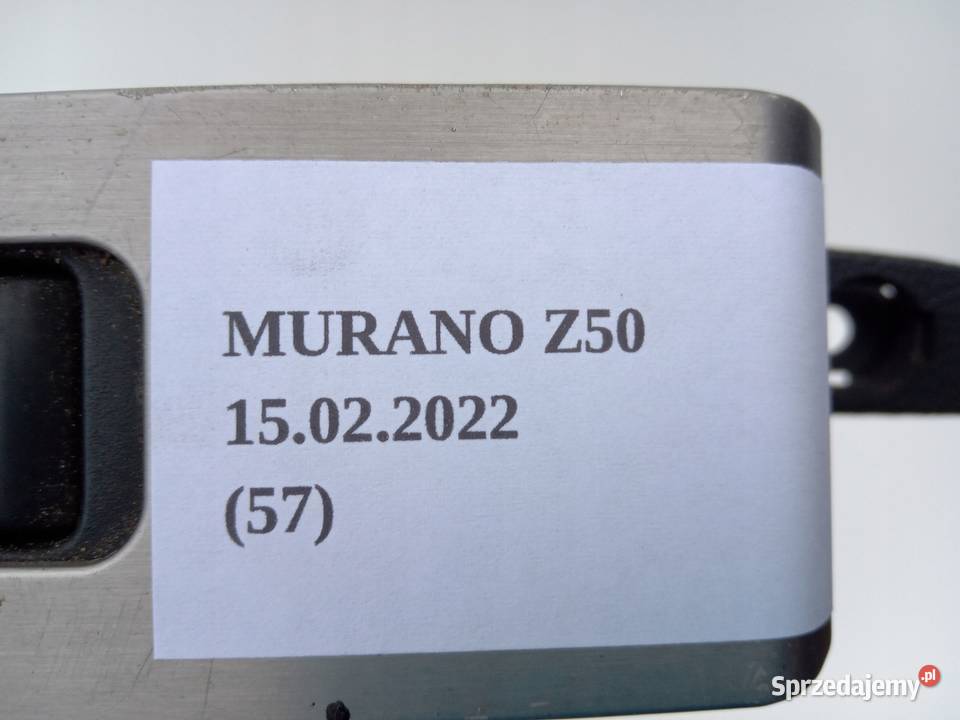 MURANO Z50
15.02.2022
(57)
Sprzedajemy.pl